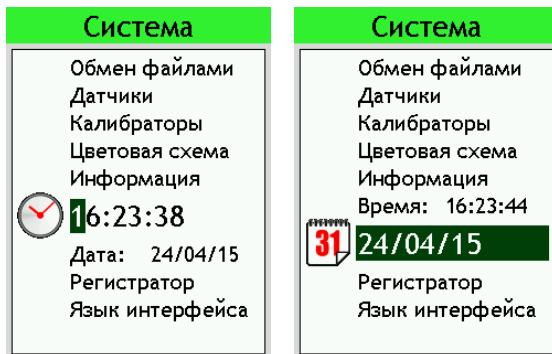 Система
Обмен файлами
Датчики
Калибраторы
Цветовая схема
Информация
16:23:38
Дата: 24/04/15
Регистратор
Язык интерфейса
Система
Обмен файлами
Датчики
Калибраторы
Цветовая схема
Информация
Время: 16:23:44
31
24/04/15
Регистратор
Язык интерфейса